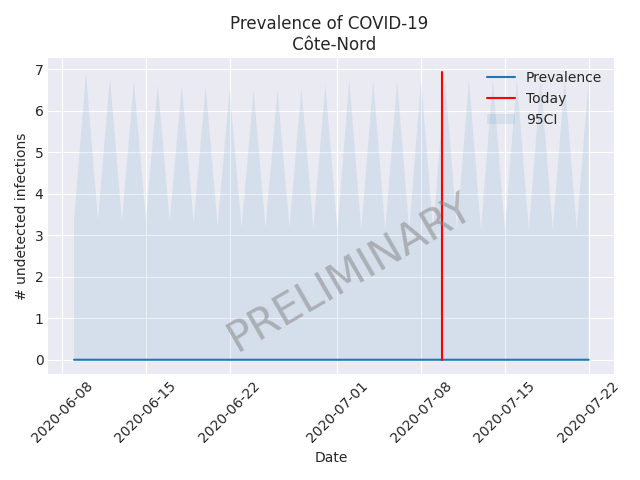 Prevalence of COVID-19
Côte-Nord
7
6
5
4
3
2
1
0
# undetected infections
Prevalence
Today
95CI
PRELIMINARY
2020-06-08
2020-06-15
2020-06-22
2020-07-01
2020-07-08
2020-07-15
2020-07-22
Date